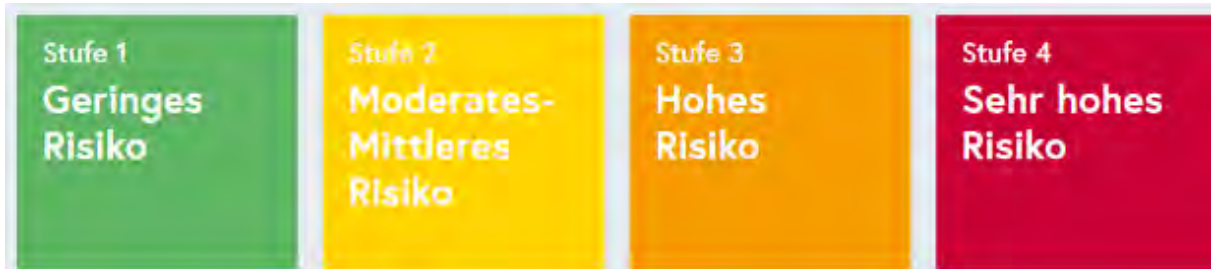 Stufe 1
Geringes
Risiko
Stufe 2
Moderates-
Mittleres
Risiko
Stufe 3
Hohes
Risiko
Stufe 4
Sehr hohes
Risiko